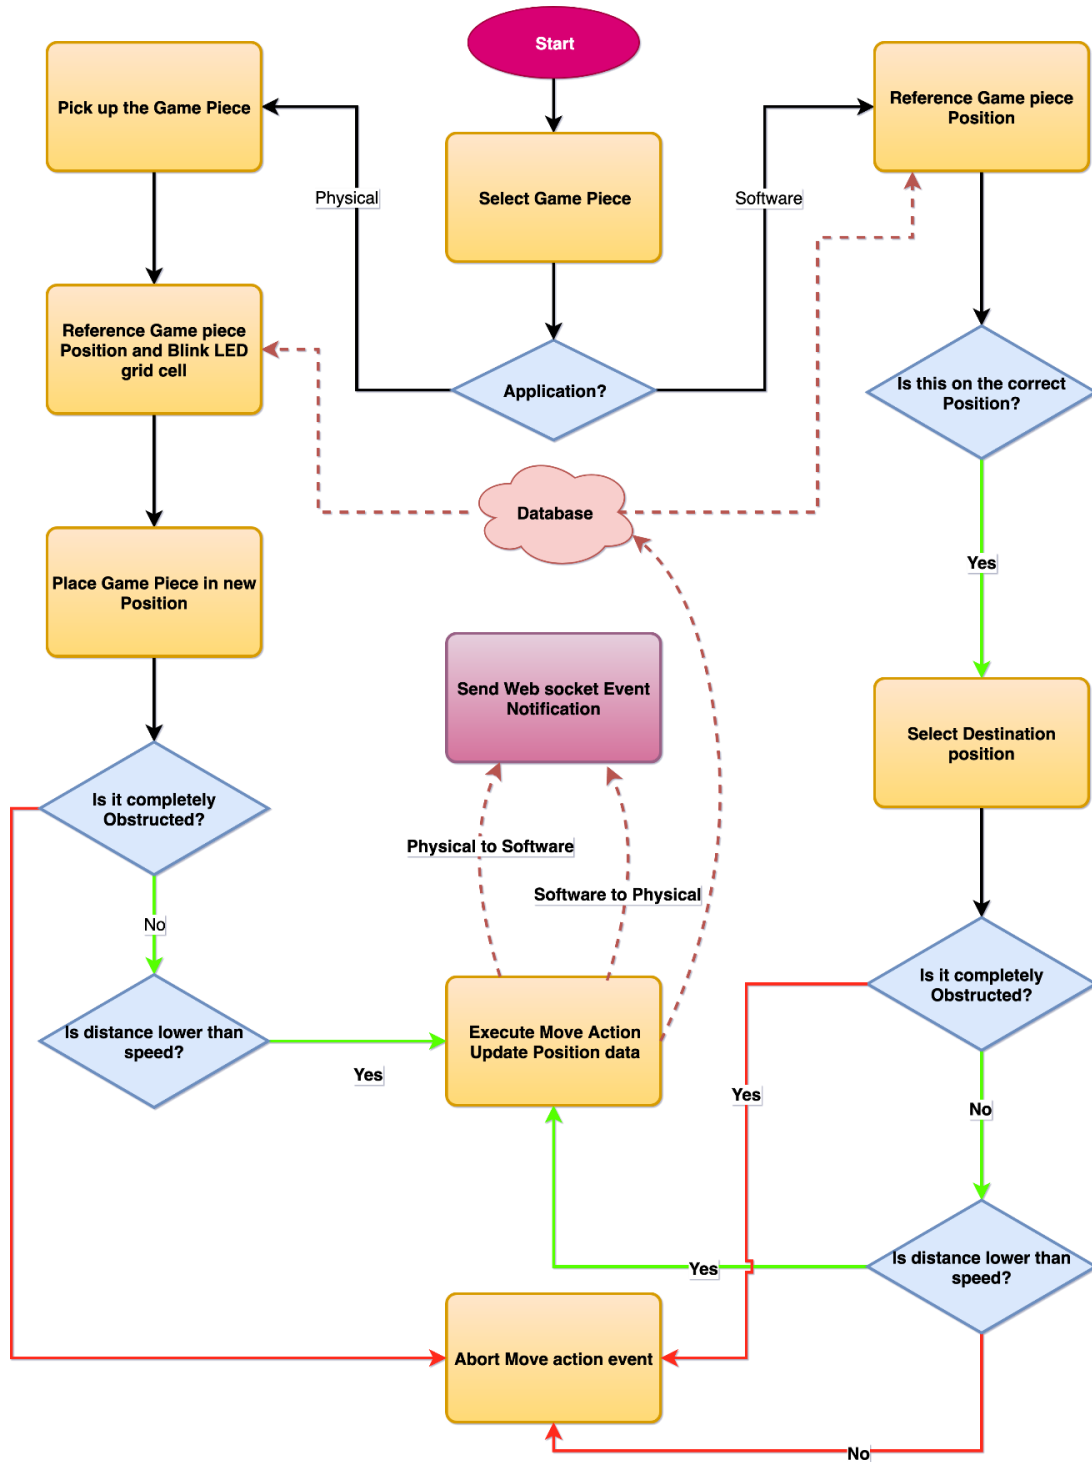 Start
Pick up the Game Piece
Reference Game piece
Position
Select Game Piece
Physical
Software
Reference Game piece
Position and Blink LED
grid cell
Application?
Is this on the correct
Position?
Database
Place Game Piece in new
Position
Yes
Send Web socket Event
Notification
Select Destination
position
Is it completely
Obstructed?
Physical to Software
Software to Physical
No
Is it completely
Obstructed?
Is distance lower than
speed?
Execute Move Action
Update Position data
Yes
Yes
No
Is distance lower than
speed?
Yes
Abort Move action event
No